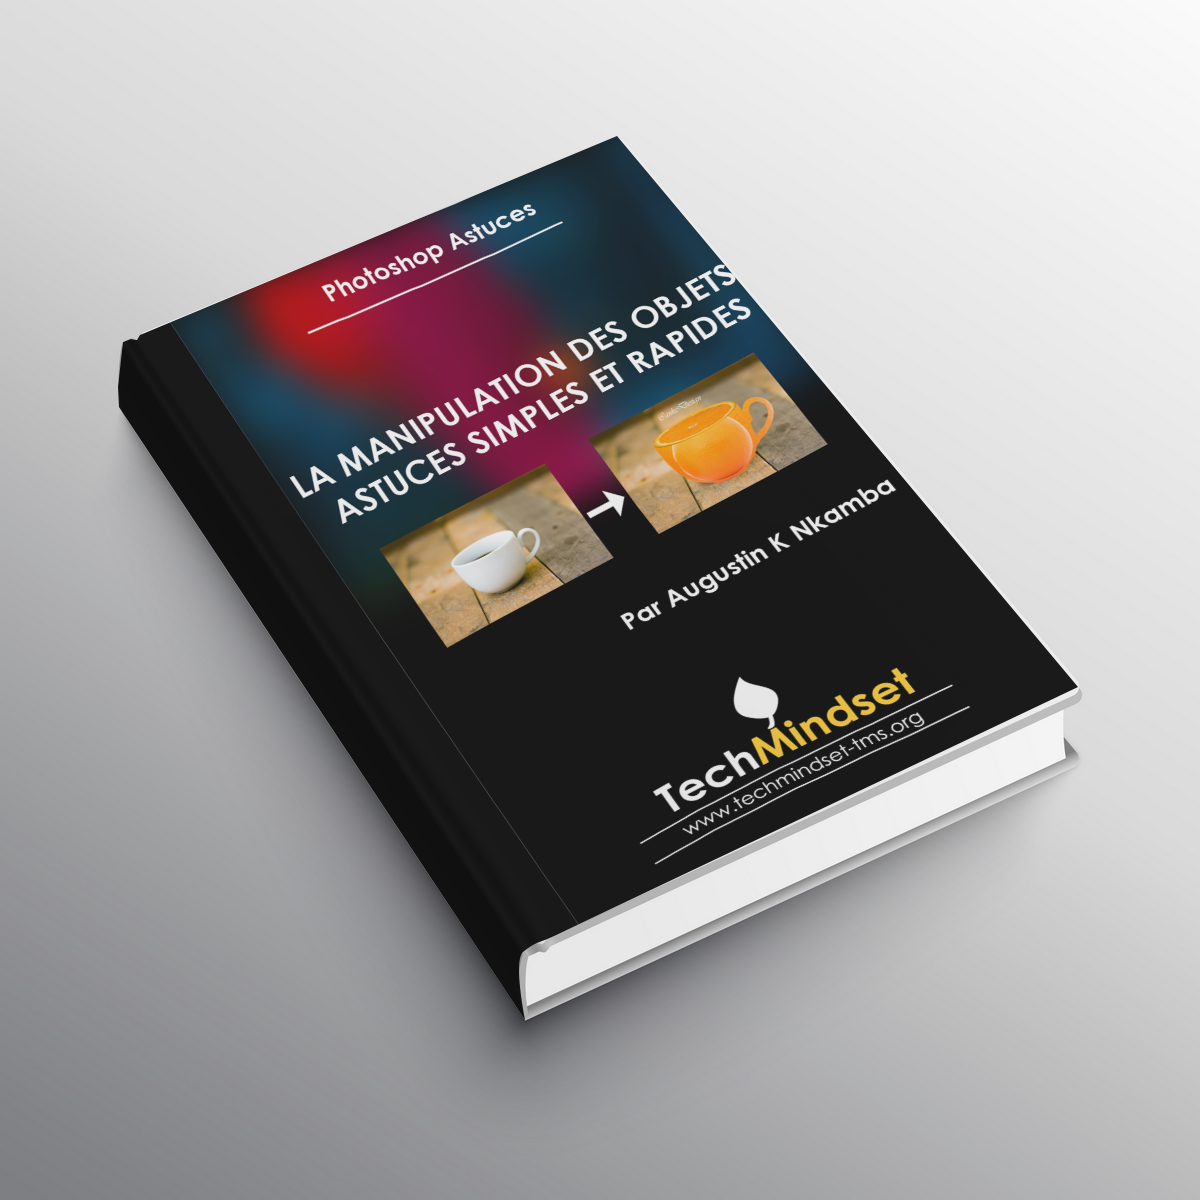 Photoshop Astuces
LA MANIPULATION DES OBJETS
ASTUCES SIMPLES ET RAPIDES
Par Augustin K Nkamba
TechMindset
www.techmindset-tms.org